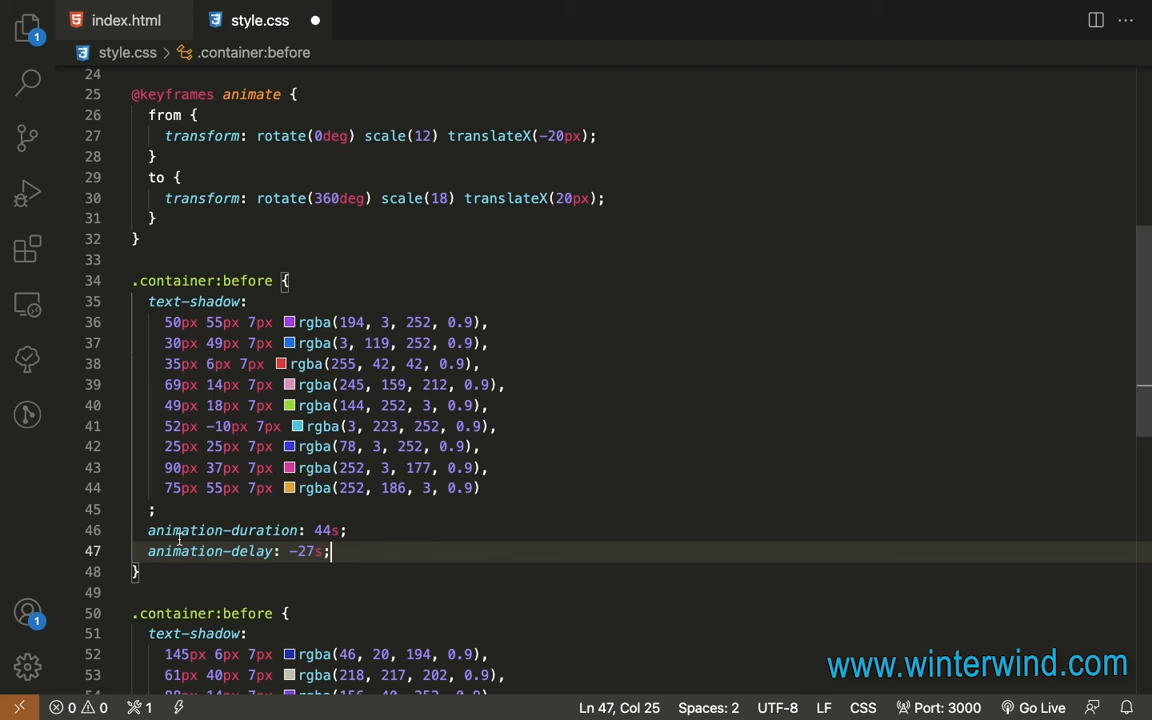 index.html
style.css
1
style.css > .container:before
24
25 @keyframes animate {
26 from {
27 transform: rotate(0deg) scale(12) translateX(-20px);
28 }
29 to {
30 transform: rotate(360deg) scale(18) translateX(20px);
31 }
32 }
33
34 .container:before {
35 text-shadow:
36 50px 55px 7px rgba(194, 3, 252, 0.9),
37 30px 49px 7px rgba(3, 119, 252, 0.9),
38 35px 6px 7px rgba(255, 42, 42, 0.9),
39 69px 14px 7px rgba(245, 159, 212, 0.9),
40 49px 18px 7px rgba(144, 252, 3, 0.9),
41 52px -10px 7px rgba(3, 223, 252, 0.9),
42 25px 25px 7px rgba(78, 3, 252, 0.9),
43 90px 37px 7px rgba(252, 3, 177, 0.9),
44 75px 55px 7px rgba(252, 186, 3, 0.9)
45 ;
46 animation-duration: 44s;
47 animation-delay: -27s;
48 }
49
50 .container:before {
51 text-shadow:
52 145px 6px 7px rgba(46, 20, 194, 0.9),
53 61px 40px 7px rgba(218, 217, 202, 0.9),
54 88px 14px 7px rgba(156, 40, 252, 0.9)
1
www.winterwind.com
0 0 1 Ln 47, Col 25 Spaces: 2 UTF-8 LF CSS Port: 3000 Go Live